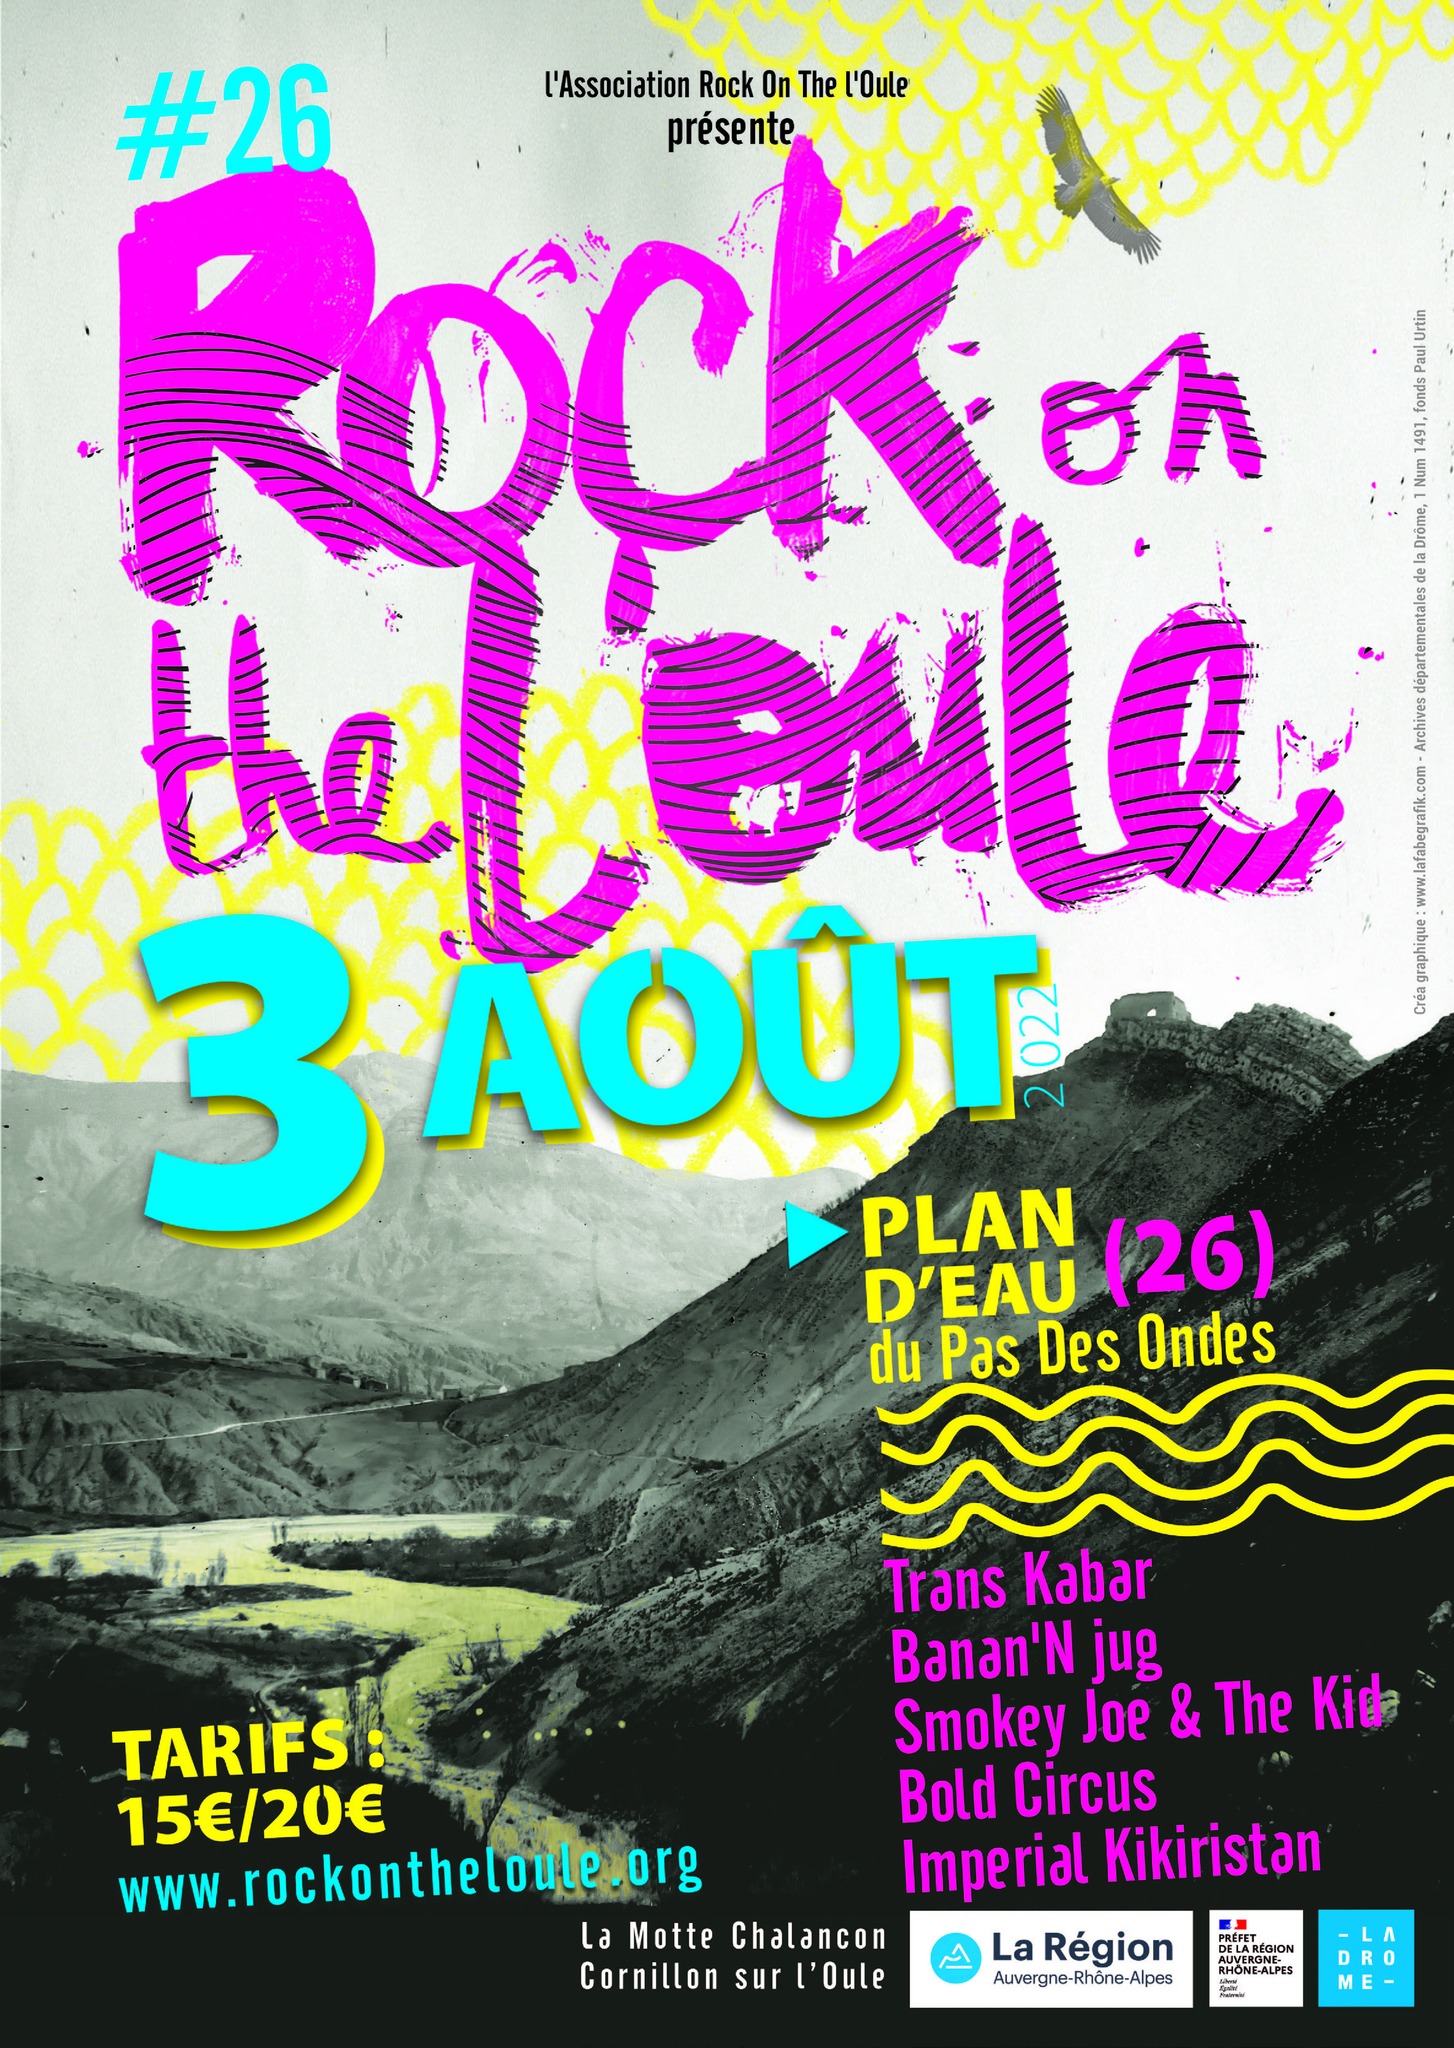 #26
l'Association Rock On The l'Oule
présente
Rock on
the l'oule
3 AOÛT
2022
PLAN
D'EAU (26)
du Pas Des Ondes
Trans Kabar
Banan'N jug
Smokey Joe & The Kid
Bold Circus
Imperial Kikiristan
TARIFS :
15€/20€
www.rockontheloule.org
La Motte Chalancon
Cornillon sur l'Oule
La Région
Auvergne-Rhône-Alpes
PRÉFET
DE LA RÉGION
AUVERGNE-
RHÔNE-ALPES
Liberté
Égalité
Fraternité
– LA
DRO
ME –
Créa graphique : www.lafabegrafik.com - Archives départementales de la Drôme, 1 Num 1491, fonds Paul Urtin